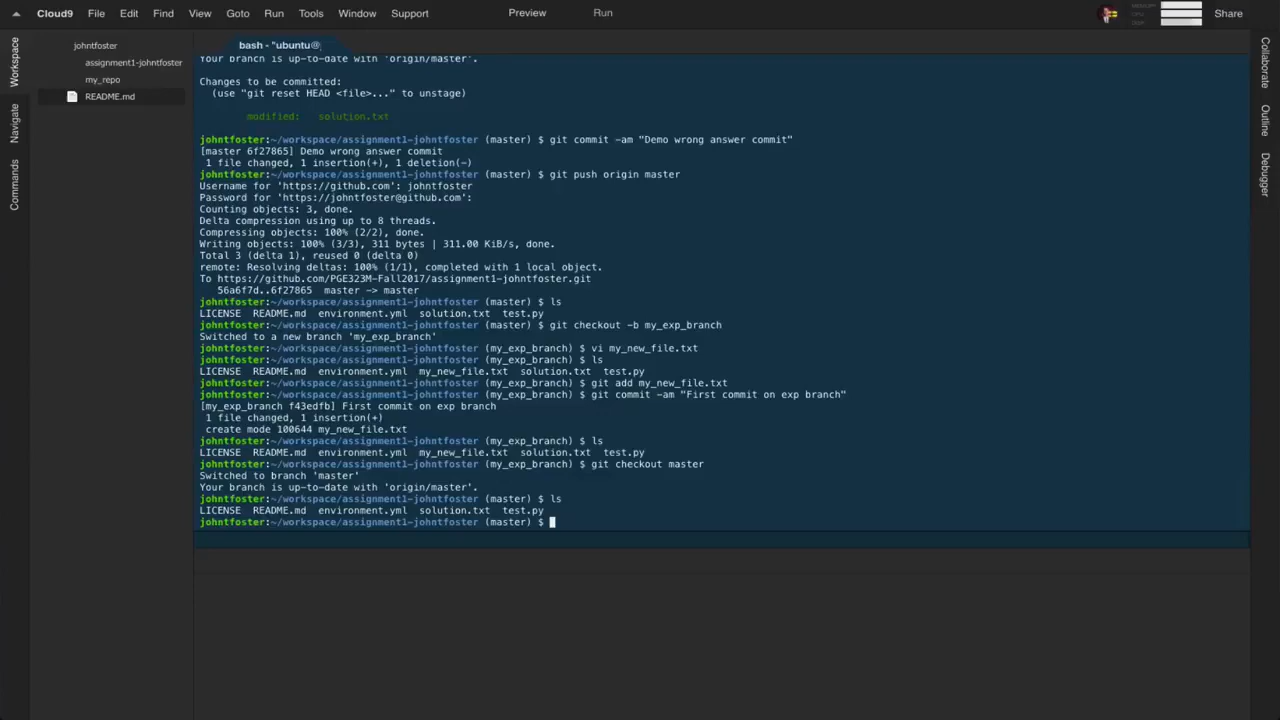 Cloud9 File Edit Find View Goto Run Tools Window Support Preview Run Share
Workspace
Navigate
Commands
johntfoster
assignment1-johntfoster
my_repo
README.md
bash - "ubuntu@
Your branch is up-to-date with 'origin/master'.
Changes to be committed:
(use "git reset HEAD <file>..." to unstage)
modified: solution.txt
johntfoster:~/workspace/assignment1-johntfoster (master) $ git commit -am "Demo wrong answer commit"
[master 6f27865] Demo wrong answer commit
1 file changed, 1 insertion(+), 1 deletion(-)
johntfoster:~/workspace/assignment1-johntfoster (master) $ git push origin master
Username for 'https://github.com': johntfoster
Password for 'https://johntfoster@github.com':
Counting objects: 3, done.
Delta compression using up to 8 threads.
Compressing objects: 100% (2/2), done.
Writing objects: 100% (3/3), 311 bytes | 311.00 KiB/s, done.
Total 3 (delta 1), reused 0 (delta 0)
remote: Resolving deltas: 100% (1/1), completed with 1 local object.
To https://github.com/PGE323M-Fall2017/assignment1-johntfoster.git
56a6f7d..6f27865 master -> master
johntfoster:~/workspace/assignment1-johntfoster (master) $ ls
LICENSE README.md environment.yml solution.txt test.py
johntfoster:~/workspace/assignment1-johntfoster (master) $ git checkout -b my_exp_branch
Switched to a new branch 'my_exp_branch'
johntfoster:~/workspace/assignment1-johntfoster (my_exp_branch) $ vi my_new_file.txt
johntfoster:~/workspace/assignment1-johntfoster (my_exp_branch) $ ls
LICENSE README.md environment.yml my_new_file.txt solution.txt test.py
johntfoster:~/workspace/assignment1-johntfoster (my_exp_branch) $ git add my_new_file.txt
johntfoster:~/workspace/assignment1-johntfoster (my_exp_branch) $ git commit -am "First commit on exp branch"
[my_exp_branch f43edfb] First commit on exp branch
1 file changed, 1 insertion(+)
create mode 100644 my_new_file.txt
johntfoster:~/workspace/assignment1-johntfoster (my_exp_branch) $ ls
LICENSE README.md environment.yml my_new_file.txt solution.txt test.py
johntfoster:~/workspace/assignment1-johntfoster (my_exp_branch) $ git checkout master
Switched to branch 'master'
Your branch is up-to-date with 'origin/master'.
johntfoster:~/workspace/assignment1-johntfoster (master) $ ls
LICENSE README.md environment.yml solution.txt test.py
johntfoster:~/workspace/assignment1-johntfoster (master) $
Collaborate
Outline
Debugger